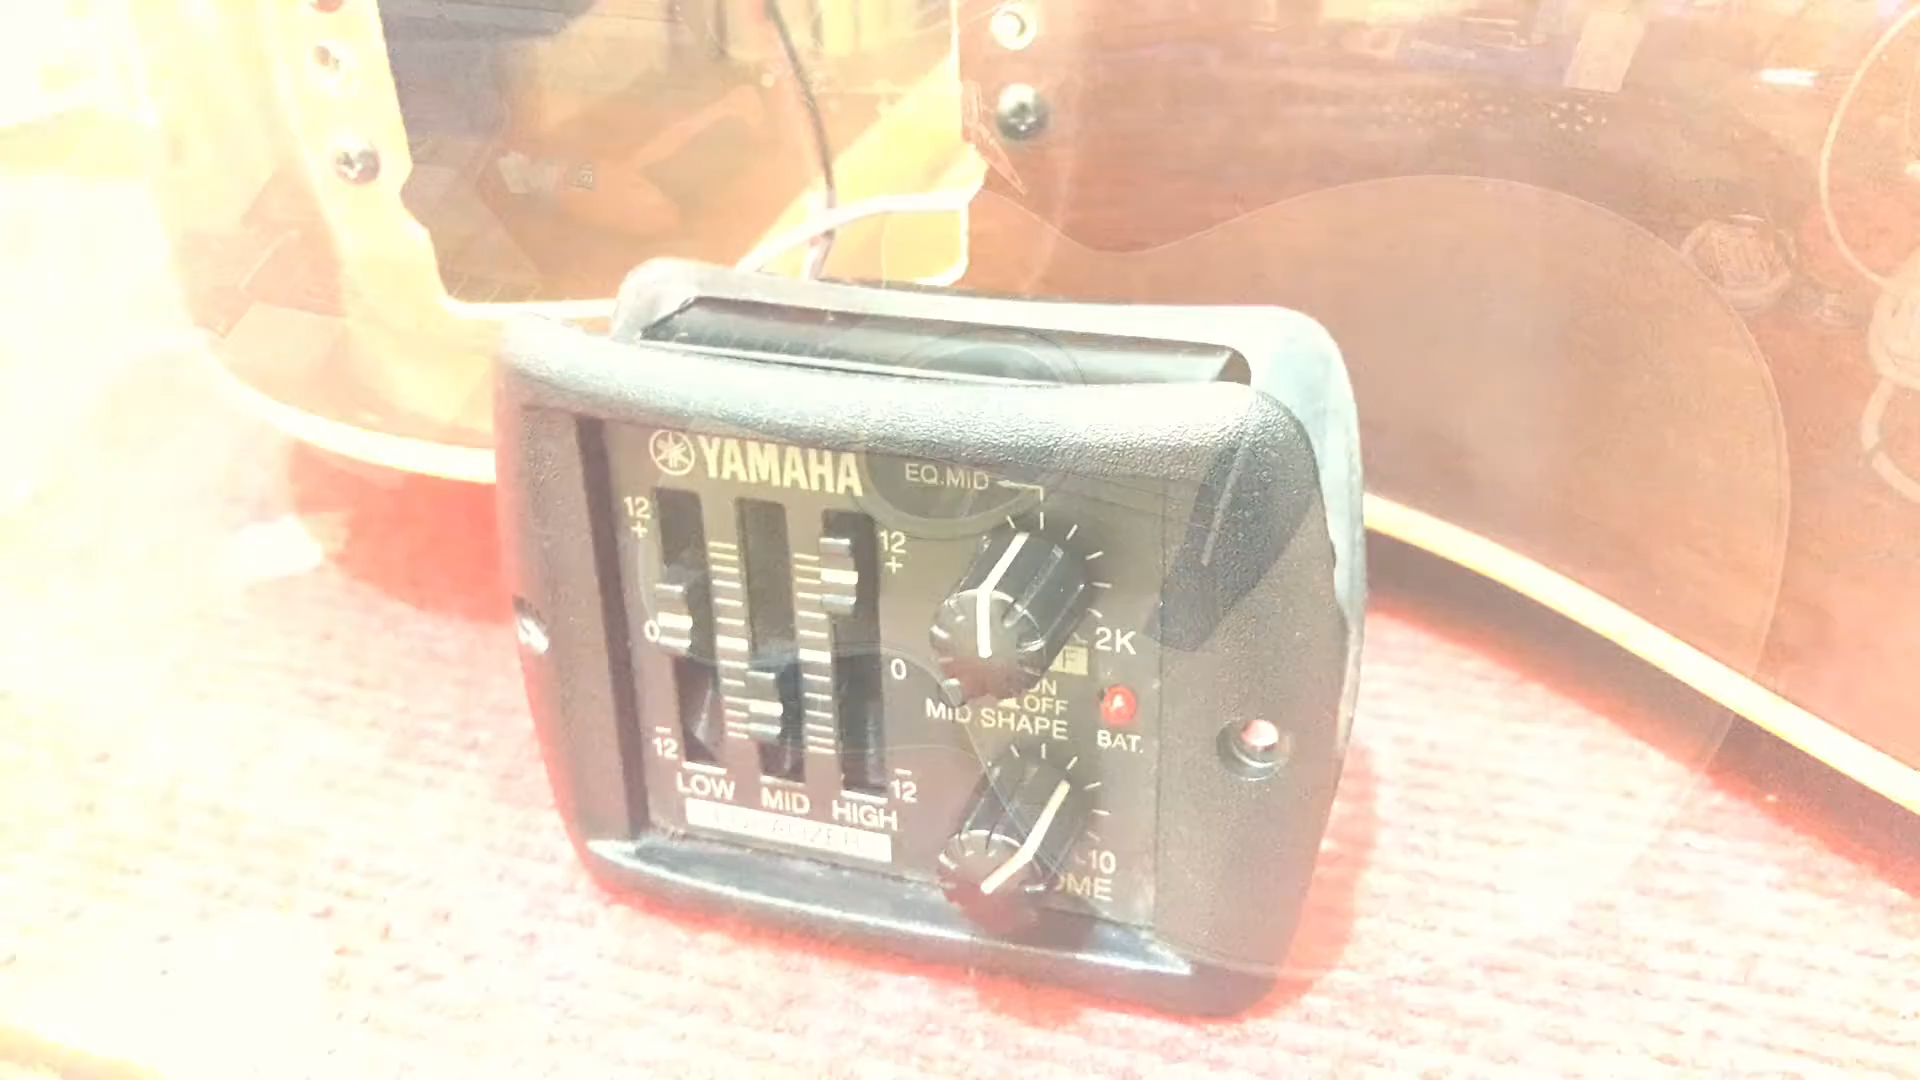 YAMAHA
EQ.MID
12
+
12
+
0
0
2K
ON
OFF
MID SHAPE
BAT.
−
12
−
12
LOW MID HIGH
10